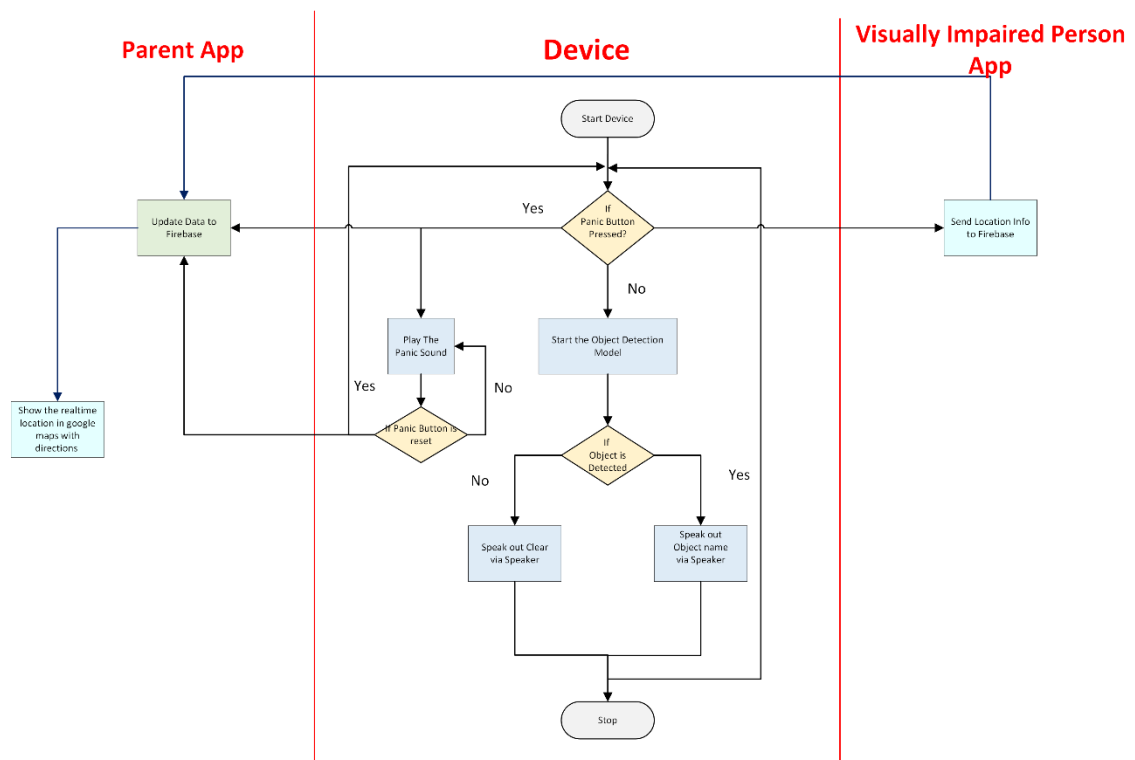 Parent App
Device
Visually Impaired Person
App
Start Device
If
Panic Button
Pressed?
Yes
Update Data to
Firebase
Send Location Info
to Firebase
No
Play The
Panic Sound
Start the Object Detection
Model
Yes
No
Show the realtime
location in google
maps with
directions
If Panic Button is
reset
If
Object is
Detected
No
Yes
Speak out Clear
via Speaker
Speak out
Object name
via Speaker
Stop